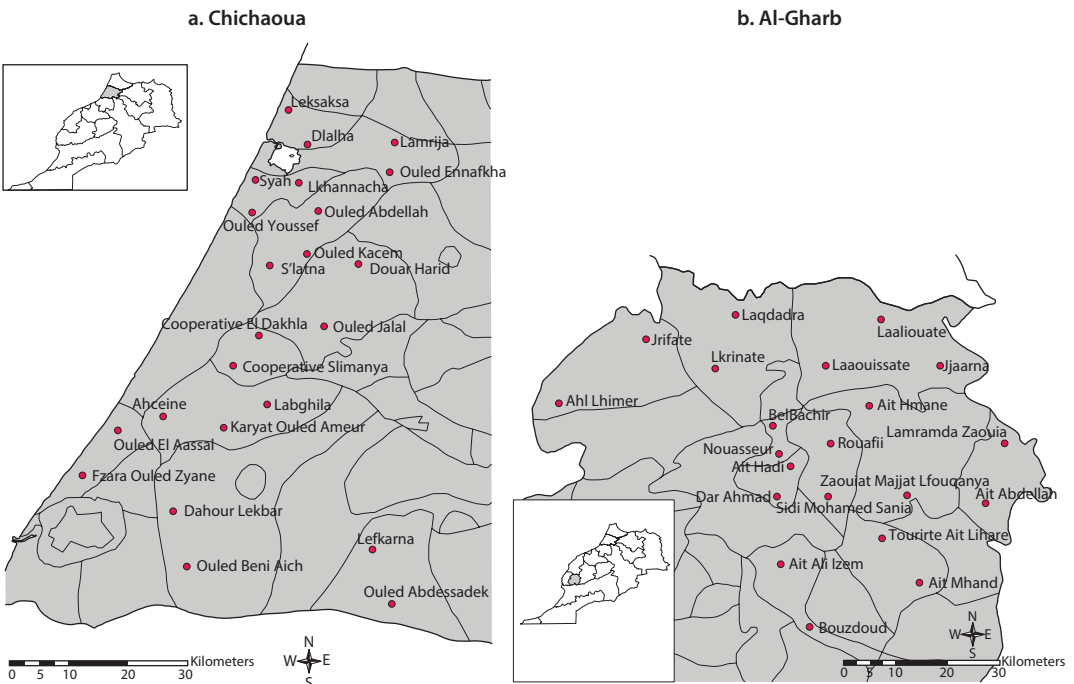 a. Chichaoua
Leksaksa
Dlalha
Lamrija
Ouled Ennafkha
Syah
Lkhannacha
Ouled Abdellah
Ouled Youssef
Ouled Kacem
S'latna
Douar Harid
Cooperative El Dakhla
Ouled Jalal
Cooperative Slimanya
Ahceine
Labghila
Karyat Ouled Ameur
Ouled El Aassal
Fzara Ouled Zyane
Dahour Lekbar
Lefkarna
Ouled Beni Aich
Ouled Abdessadek
N
W E
S
0 5 10 20 30 Kilometers
b. Al-Gharb
Laqdadra
Laaliouate
Jrifate
Lkrinate
Laaouissate
Ijaarna
Ahl Lhimer
Ait Hmane
BelBachir
Lamramda Zaouia
Rouafii
Nouasseur
Ait Hadi
Zaouiat Majjat Lfouqanya
Dar Ahmad
Ait Abdellah
Sidi Mohamed Sania
Tourirte Ait Lihare
Ait Ali Izem
Ait Mhand
Bouzdoud
N
W E
S
0 5 10 20 30 Kilometers